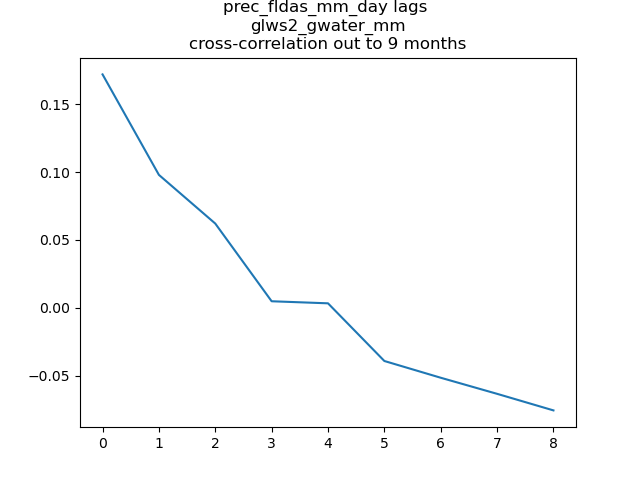 prec_fldas_mm_day lags
glws2_gwater_mm
cross-correlation out to 9 months
0.15
0.10
0.05
0.00
−0.05
0 1 2 3 4 5 6 7 8